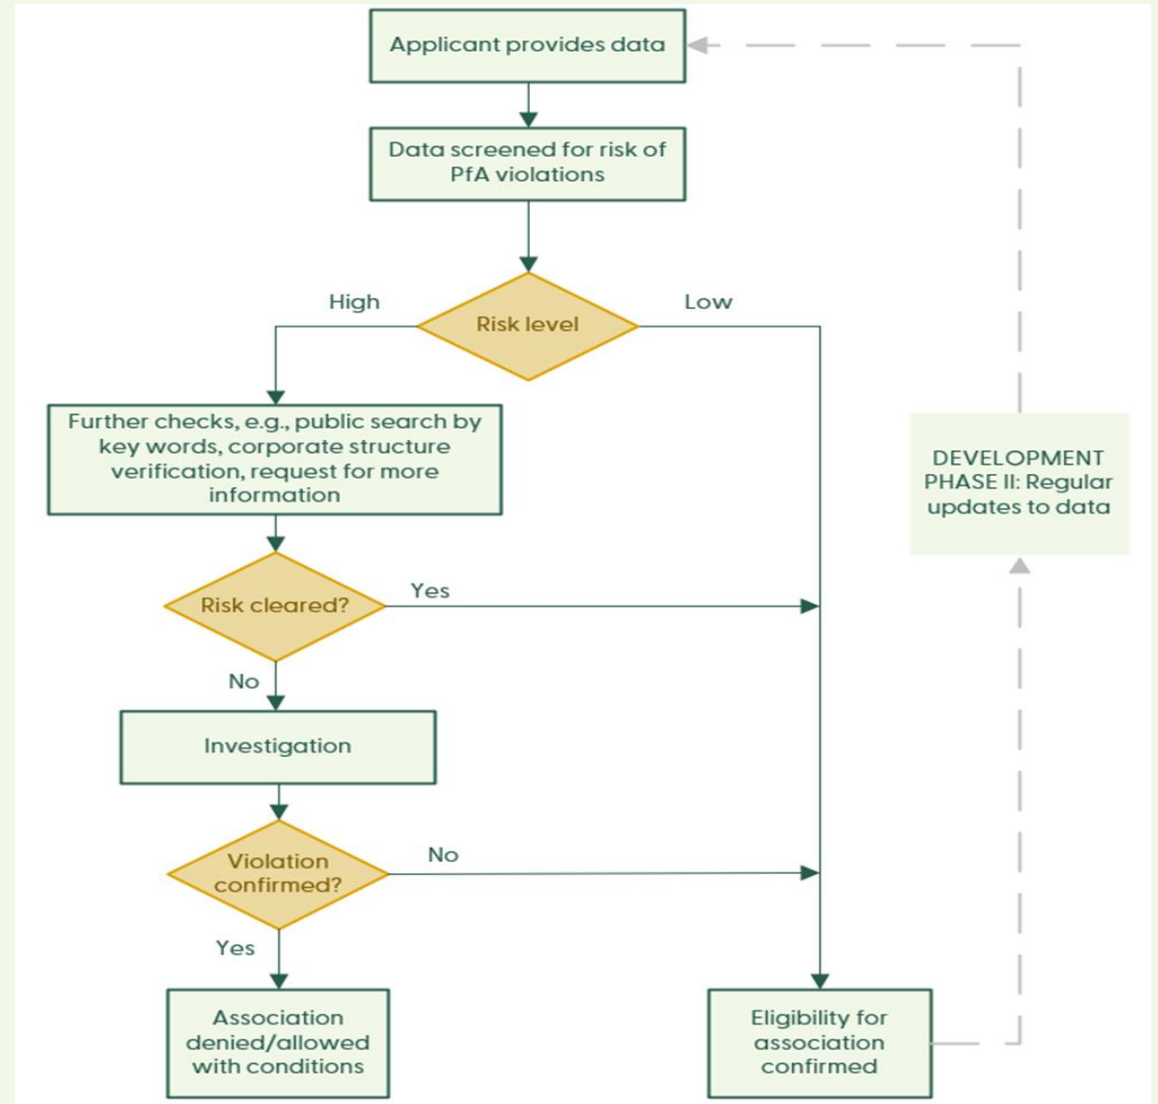 Applicant provides data
Data screened for risk of
PfA violations
High
Low
Risk level
Further checks, e.g., public search by
key words, corporate structure
verification, request for more
information
DEVELOPMENT
PHASE II: Regular
updates to data
Risk cleared?
Yes
No
Investigation
Violation
confirmed?
No
Yes
Association
denied/allowed
with conditions
Eligibility for
association
confirmed